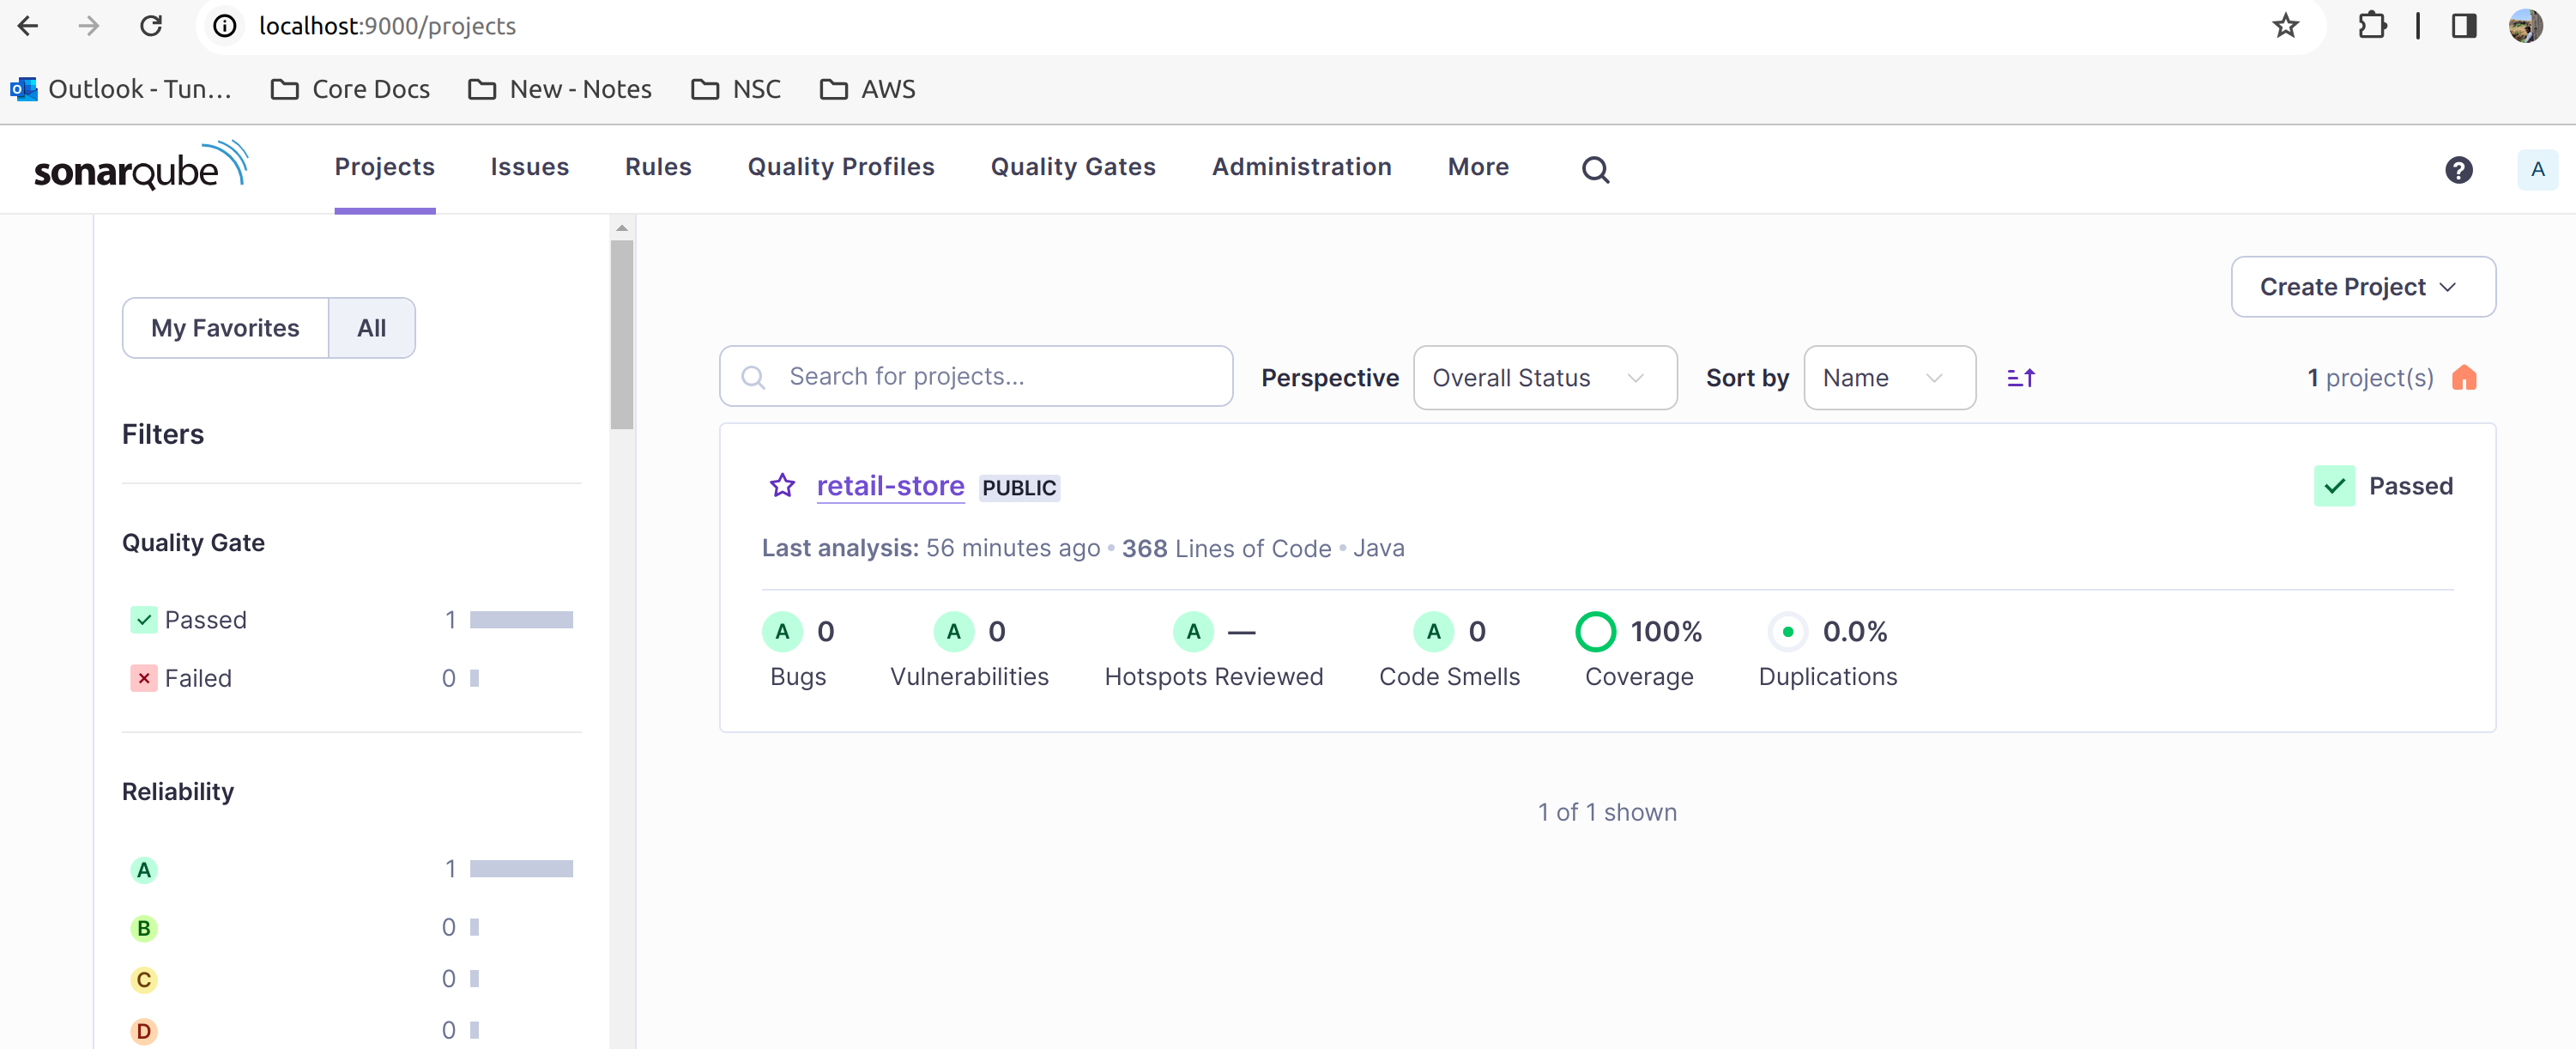 localhost:9000/projects
Outlook - Tun... Core Docs New - Notes NSC AWS
sonarqube Projects Issues Rules Quality Profiles Quality Gates Administration More ? A
Create Project
My Favorites All
Search for projects... Perspective Overall Status Sort by Name 1 project(s)
Filters
retail-store PUBLIC Passed
Last analysis: 56 minutes ago • 368 Lines of Code • Java
Quality Gate
Passed 1
Failed 0
A 0 A 0 A — A 0 100% 0.0%
Bugs Vulnerabilities Hotspots Reviewed Code Smells Coverage Duplications
Reliability
1 of 1 shown
A 1
B 0
C 0
D 0